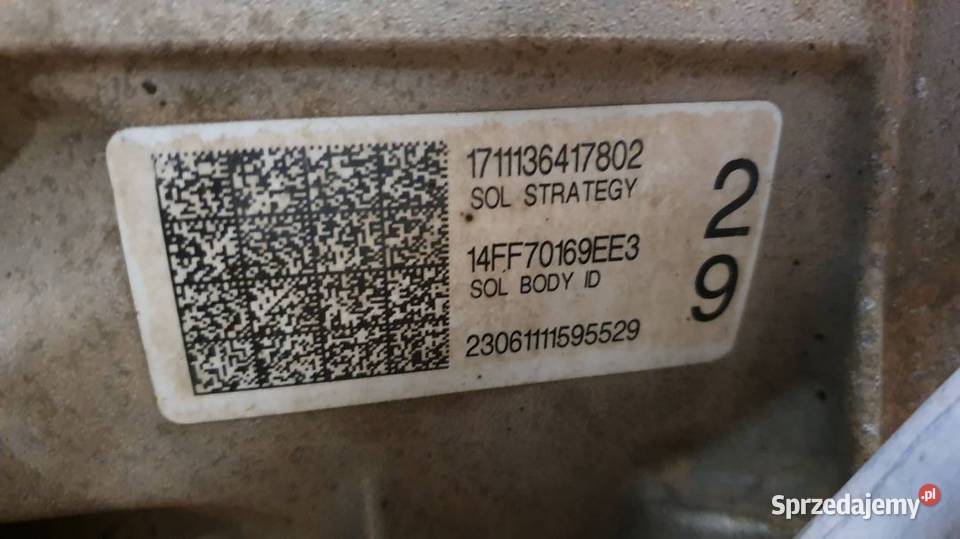 1711136417802
SOL STRATEGY
14FF70169EE3
SOL BODY ID
23061111595529
2
9
Sprzedajemy.pl